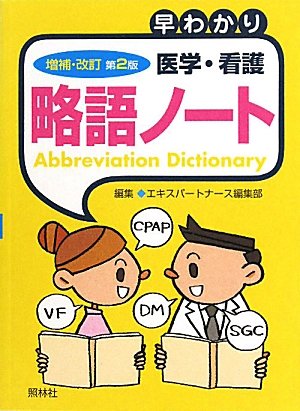 早わかり
増補・改訂 第2版
医学・看護
略語ノート
Abbreviation Dictionary
編集◆エキスパートナース編集部
CPAP
VF
DM
SGC
照林社